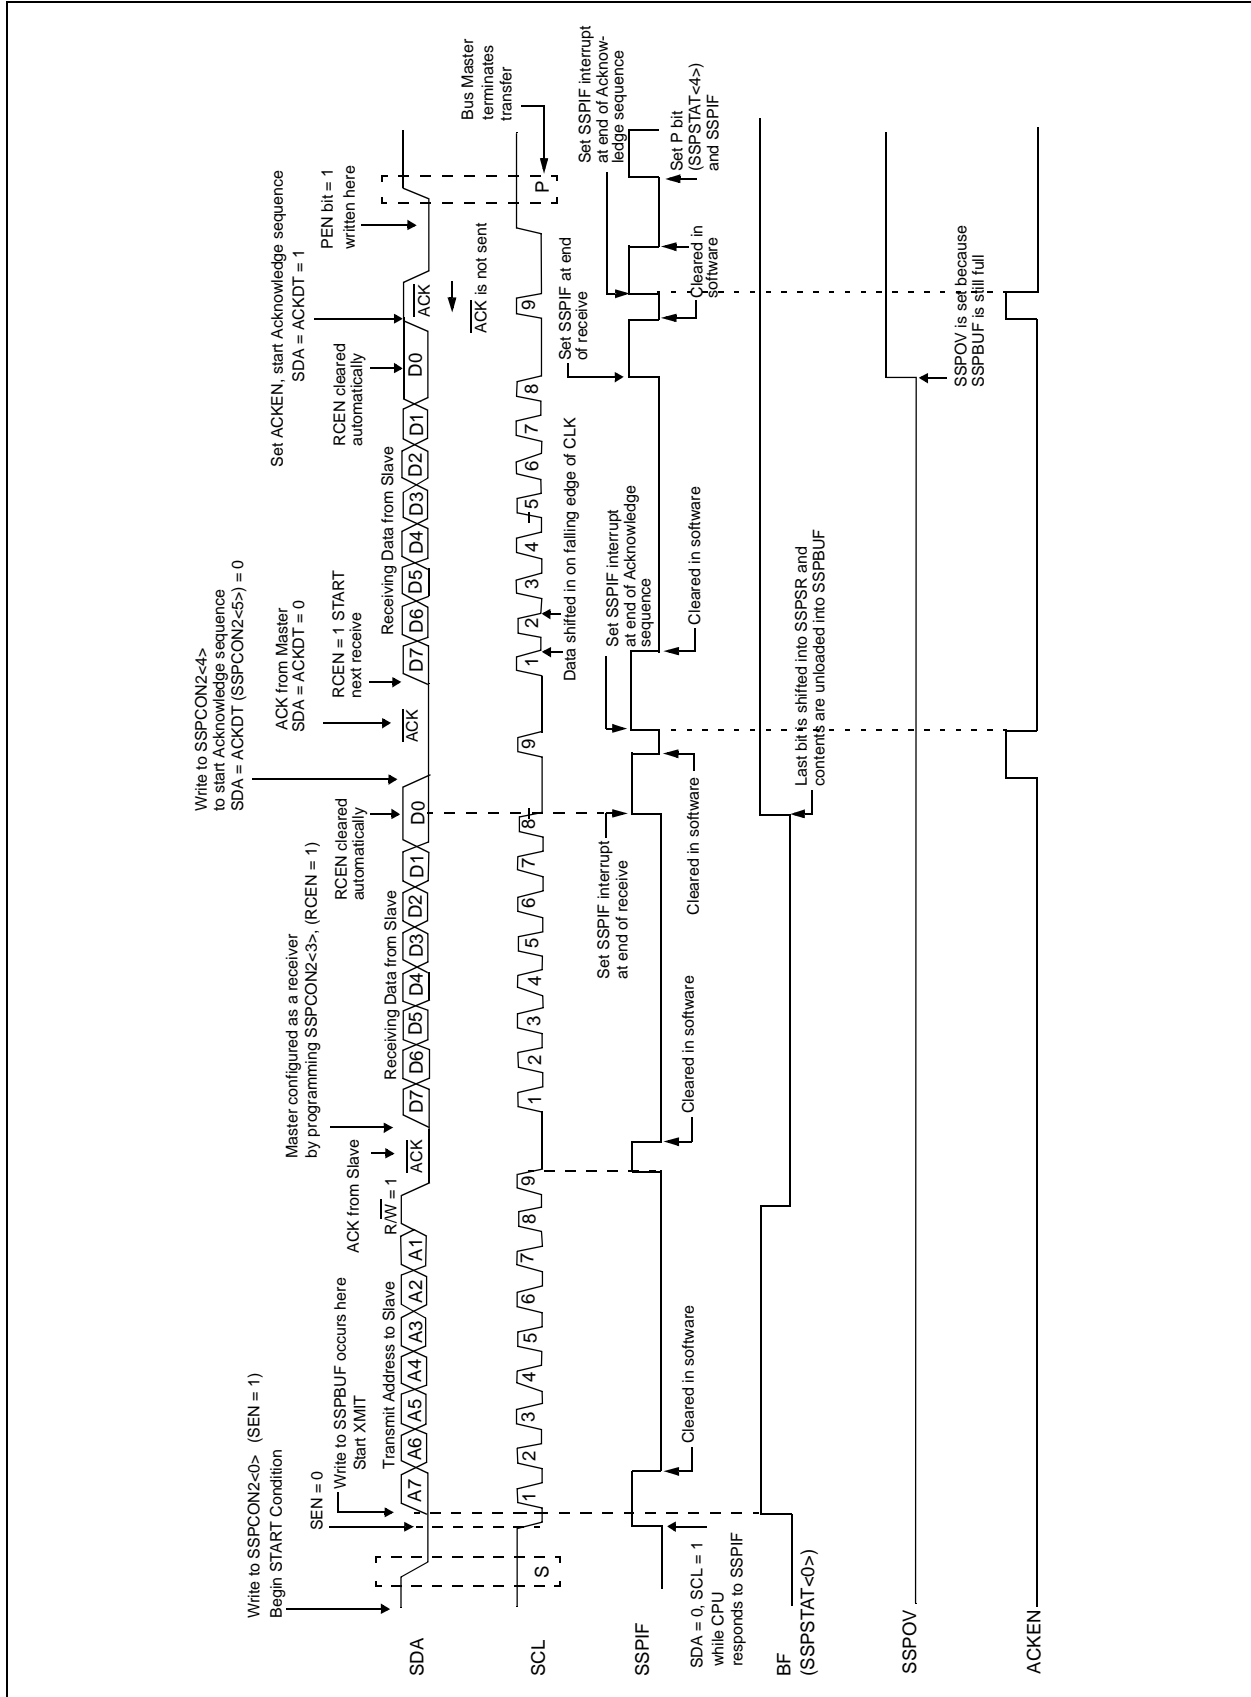 Write to SSPCON2<0> (SEN = 1)
Begin START Condition
SEN = 0
Write to SSPBUF occurs here
Start XMIT
ACK from Slave
Master configured as a receiver
by programming SSPCON2<3>, (RCEN = 1)
RCEN cleared
automatically
Write to SSPCON2<4>
to start Acknowledge sequence
SDA = ACKDT (SSPCON2<5>) = 0
ACK from Master
SDA = ACKDT = 0
RCEN = 1 START
next receive
RCEN cleared
automatically
Set ACKEN, start Acknowledge sequence
SDA = ACKDT = 1
PEN bit = 1
written here
Transmit Address to Slave
R/W = 1
Receiving Data from Slave
Receiving Data from Slave
SDA
A7 A6 A5 A4 A3 A2 A1
ACK
D7 D6 D5 D4 D3 D2 D1 D0
ACK
D7 D6 D5 D4 D3 D2 D1 D0
ACK
ACK is not sent
Bus Master
terminates
transfer
SCL
S
1 2 3 4 5 6 7 8 9
1 2 3 4 5 6 7 8
9
1 2 3 4 5 6 7 8
9
P
Data shifted in on falling edge of CLK
Set SSPIF interrupt
at end of receive
Set SSPIF interrupt
at end of Acknowledge
sequence
Set SSPIF at end
of receive
Set SSPIF interrupt
at end of Acknow-
ledge sequence
SSPIF
SDA = 0, SCL = 1
while CPU
responds to SSPIF
Cleared in software
Cleared in software
Cleared in software
Cleared in software
Cleared in
software
Set P bit
(SSPSTAT<4>)
and SSPIF
BF
(SSPSTAT<0>)
Last bit is shifted into SSPSR and
contents are unloaded into SSPBUF
SSPOV
SSPOV is set because
SSPBUF is still full
ACKEN